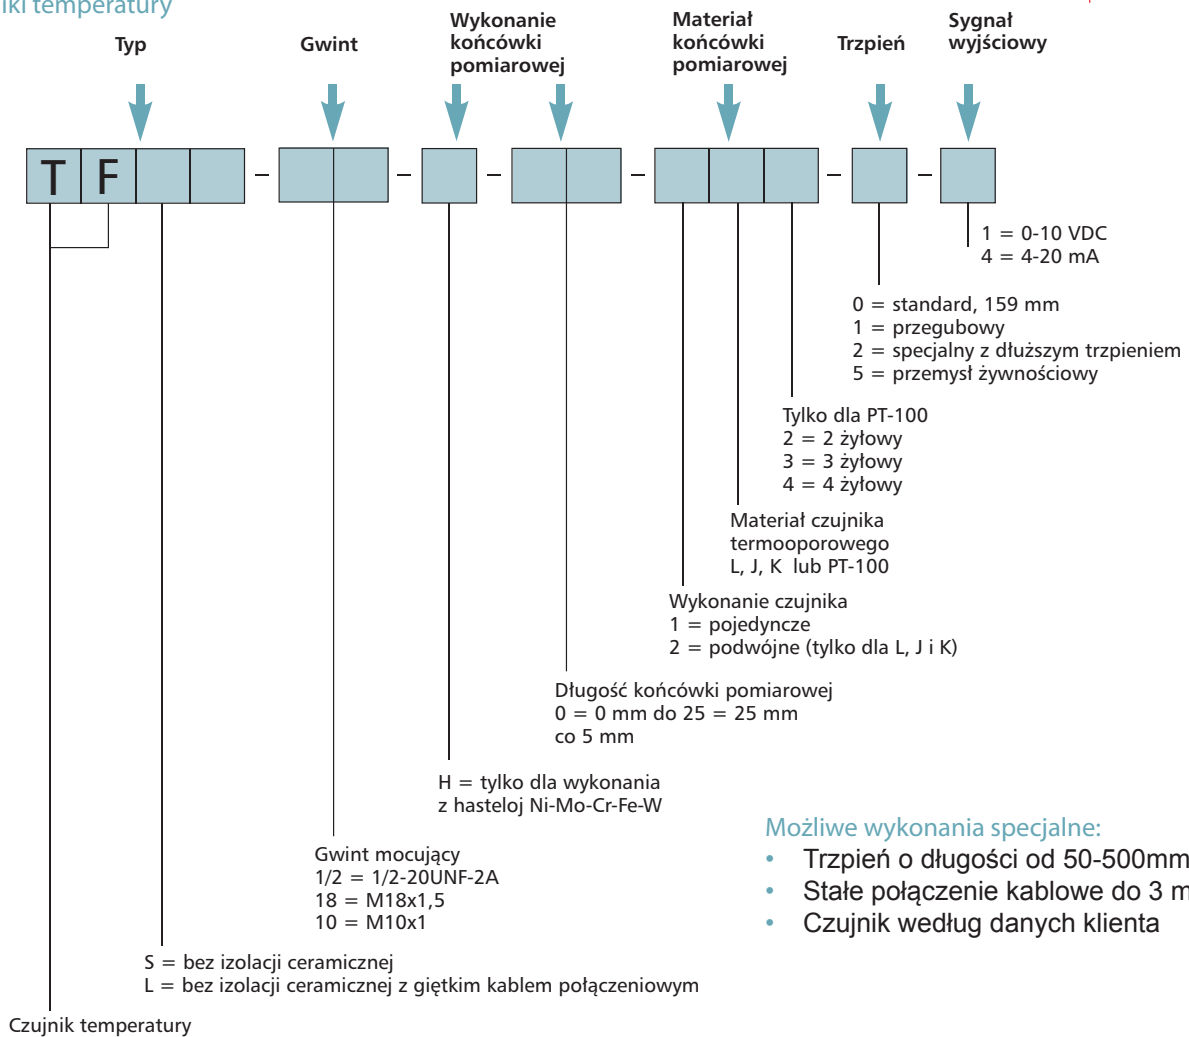 temperatury
Typ
Gwint
Wykonanie
końcówki
pomiarowej
Materiał
końcówki
pomiarowej
Trzpień
Sygnał
wyjściowy
T F - - - - - -
1 = 0-10 VDC
4 = 4-20 mA
0 = standard, 159 mm
1 = przegubowy
2 = specjalny z dłuższym trzpieniem
5 = przemysł żywnościowy
Tylko dla PT-100
2 = 2 żyłowy
3 = 3 żyłowy
4 = 4 żyłowy
Materiał czujnika
termooporowego
L, J, K lub PT-100
Wykonanie czujnika
1 = pojedyncze
2 = podwójne (tylko dla L, J i K)
Długość końcówki pomiarowej
0 = 0 mm do 25 = 25 mm
co 5 mm
H = tylko dla wykonania
z hasteloj Ni-Mo-Cr-Fe-W
Gwint mocujący
1/2 = 1/2-20UNF-2A
18 = M18x1,5
10 = M10x1
S = bez izolacji ceramicznej
L = bez izolacji ceramicznej z giętkim kablem połączeniowym
Czujnik temperatury
Możliwe wykonania specjalne:
• Trzpień o długości od 50-500mm
• Stałe połączenie kablowe do 3 m
• Czujnik według danych klienta